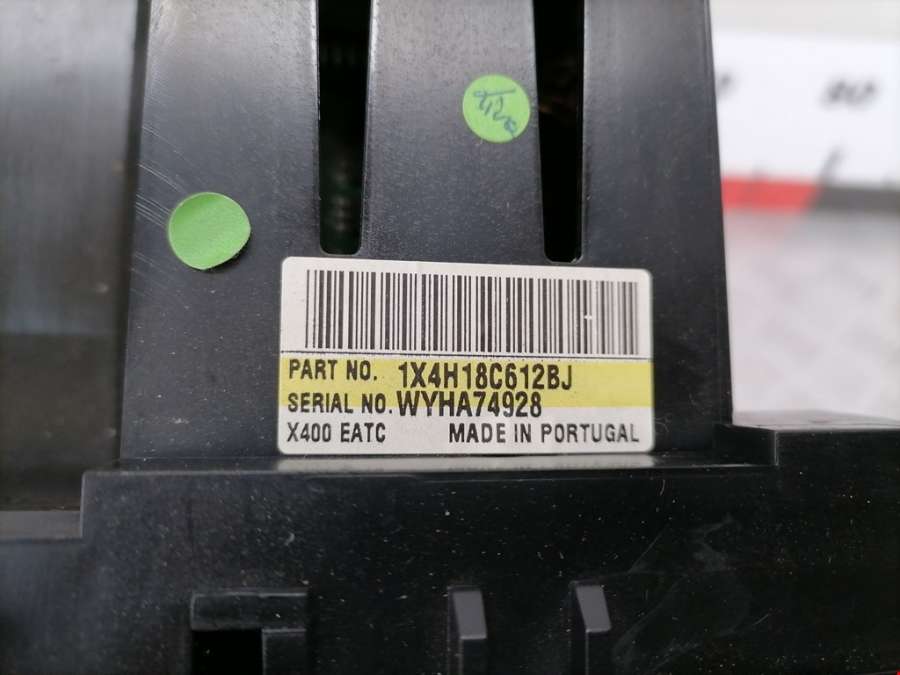 PART NO. 1X4H18C612BJ
SERIAL NO. WYHA74928
X400 EATC MADE IN PORTUGAL